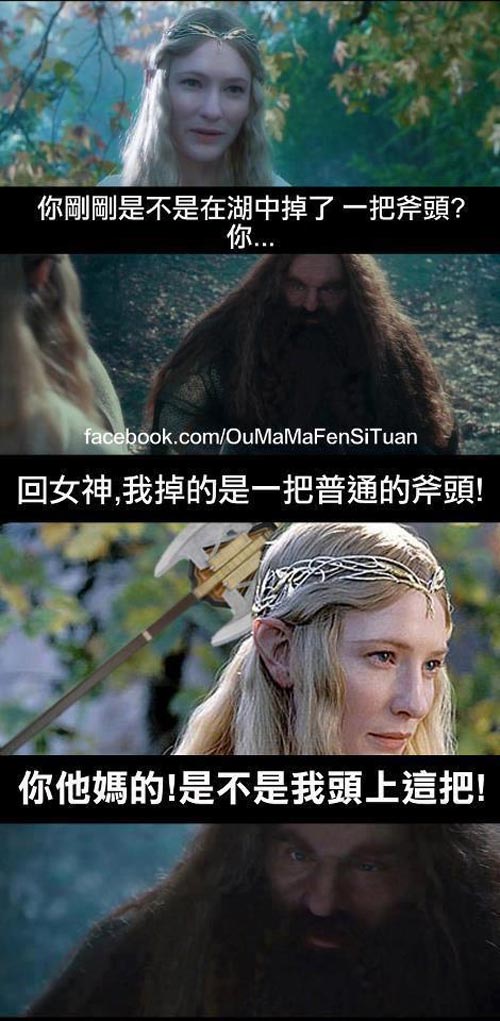 你剛剛是不是在湖中掉了 一把斧頭?
你...
facebook.com/OuMaMaFenSiTuan
回女神,我掉的是一把普通的斧頭!
你他媽的!是不是我頭上這把!